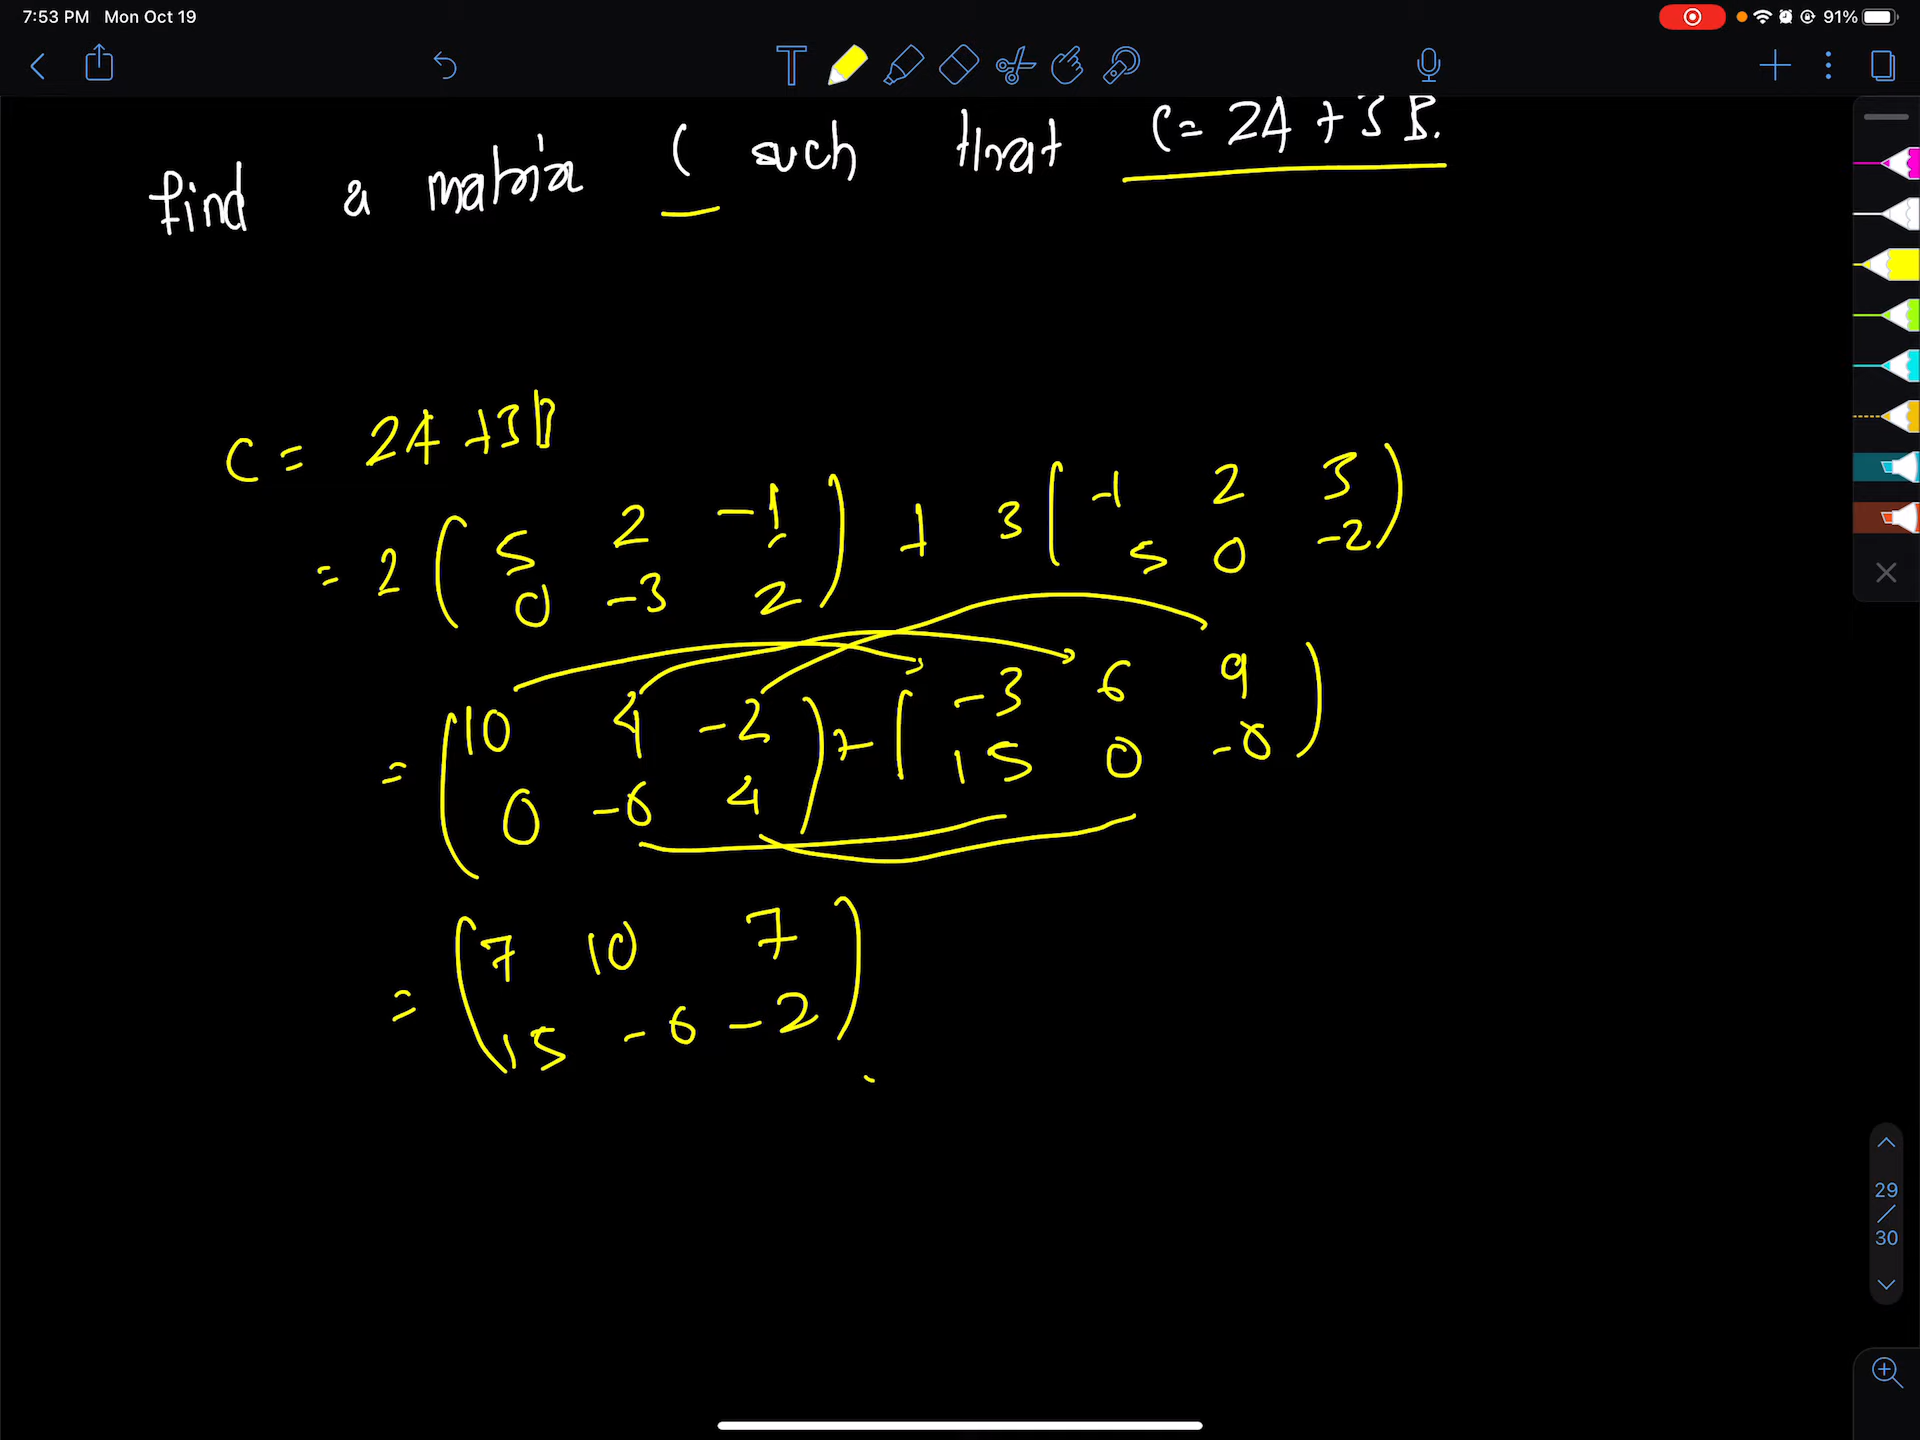 7:53 PM Mon Oct 19 91%
find a matrix C such that C = 2A + 3B.
C = 2A + 3B
= 2 ( 5 2 -1 ) + 3 ( -1 2 3 )
0 -3 2 5 0 -2
= ( 10 4 -2 ) + ( -3 6 9 )
0 -6 4 15 0 -6
= ( 7 10 7 )
15 -6 -2
29
/
30